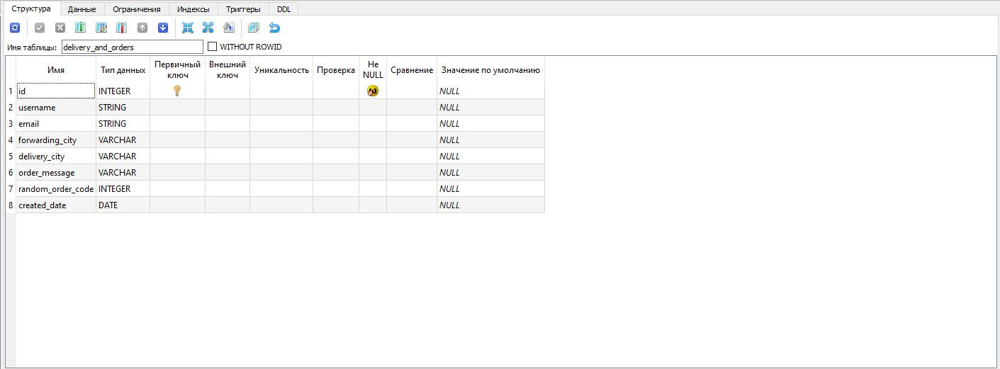 Структура Данные Ограничения Индексы Триггеры DDL
Имя таблицы: delivery_and_orders WITHOUT ROWID
Имя Тип данных Первичный ключ Внешний ключ Уникальность Проверка Не NULL Сравнение Значение по умолчанию
1 id INTEGER NULL
2 username STRING NULL
3 email STRING NULL
4 forwarding_city VARCHAR NULL
5 delivery_city VARCHAR NULL
6 order_message VARCHAR NULL
7 random_order_code INTEGER NULL
8 created_date DATE NULL